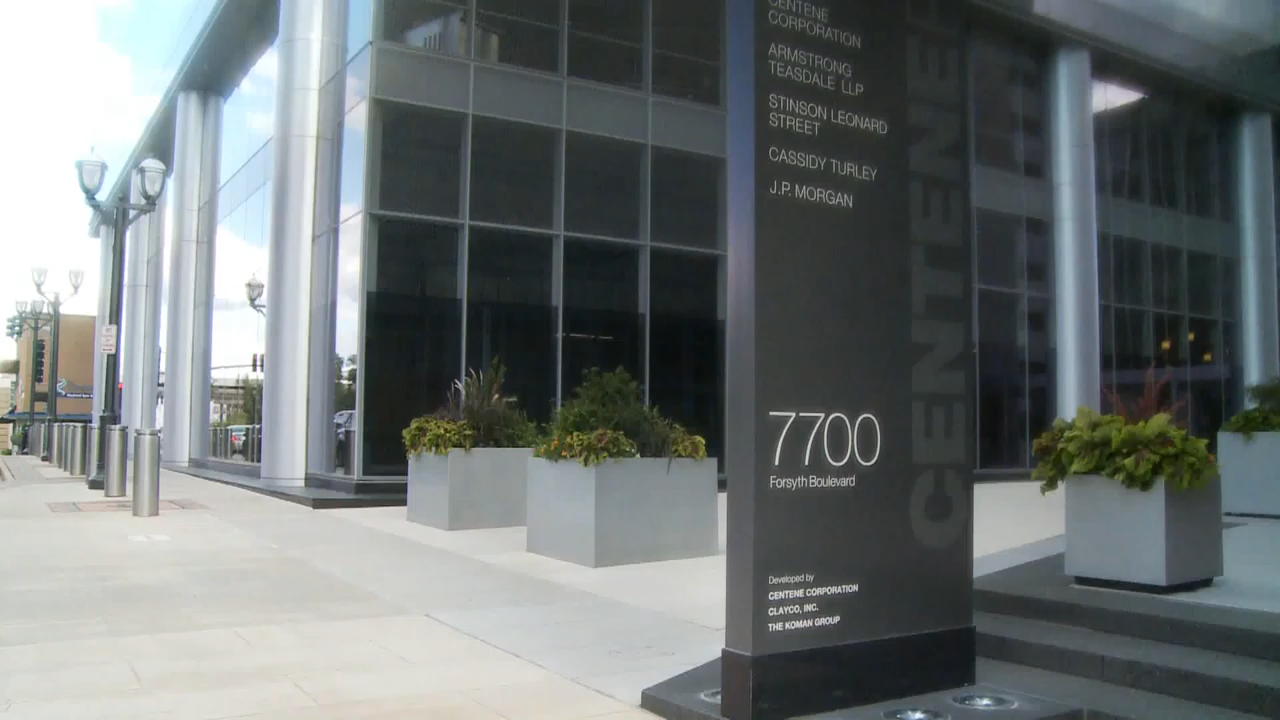 CENTENE
CORPORATION
ARMSTRONG
TEASDALE LLP
STINSON LEONARD
STREET
CASSIDY TURLEY
J.P. MORGAN
CENTENE
7700
Forsyth Boulevard
Developed by
CENTENE CORPORATION
CLAYCO, INC.
THE KOMAN GROUP